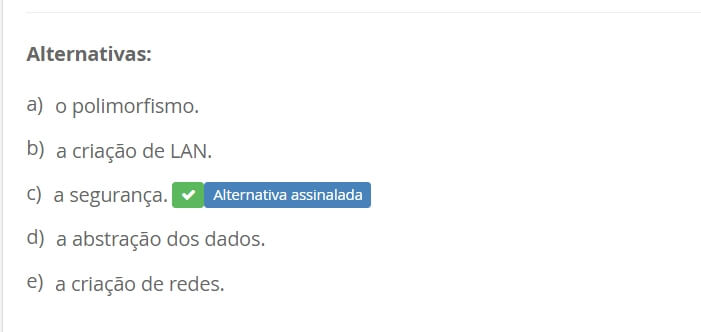 Alternativas:
a) o polimorfismo.
b) a criação de LAN.
c) a segurança. Alternativa assinalada
d) a abstração dos dados.
e) a criação de redes.